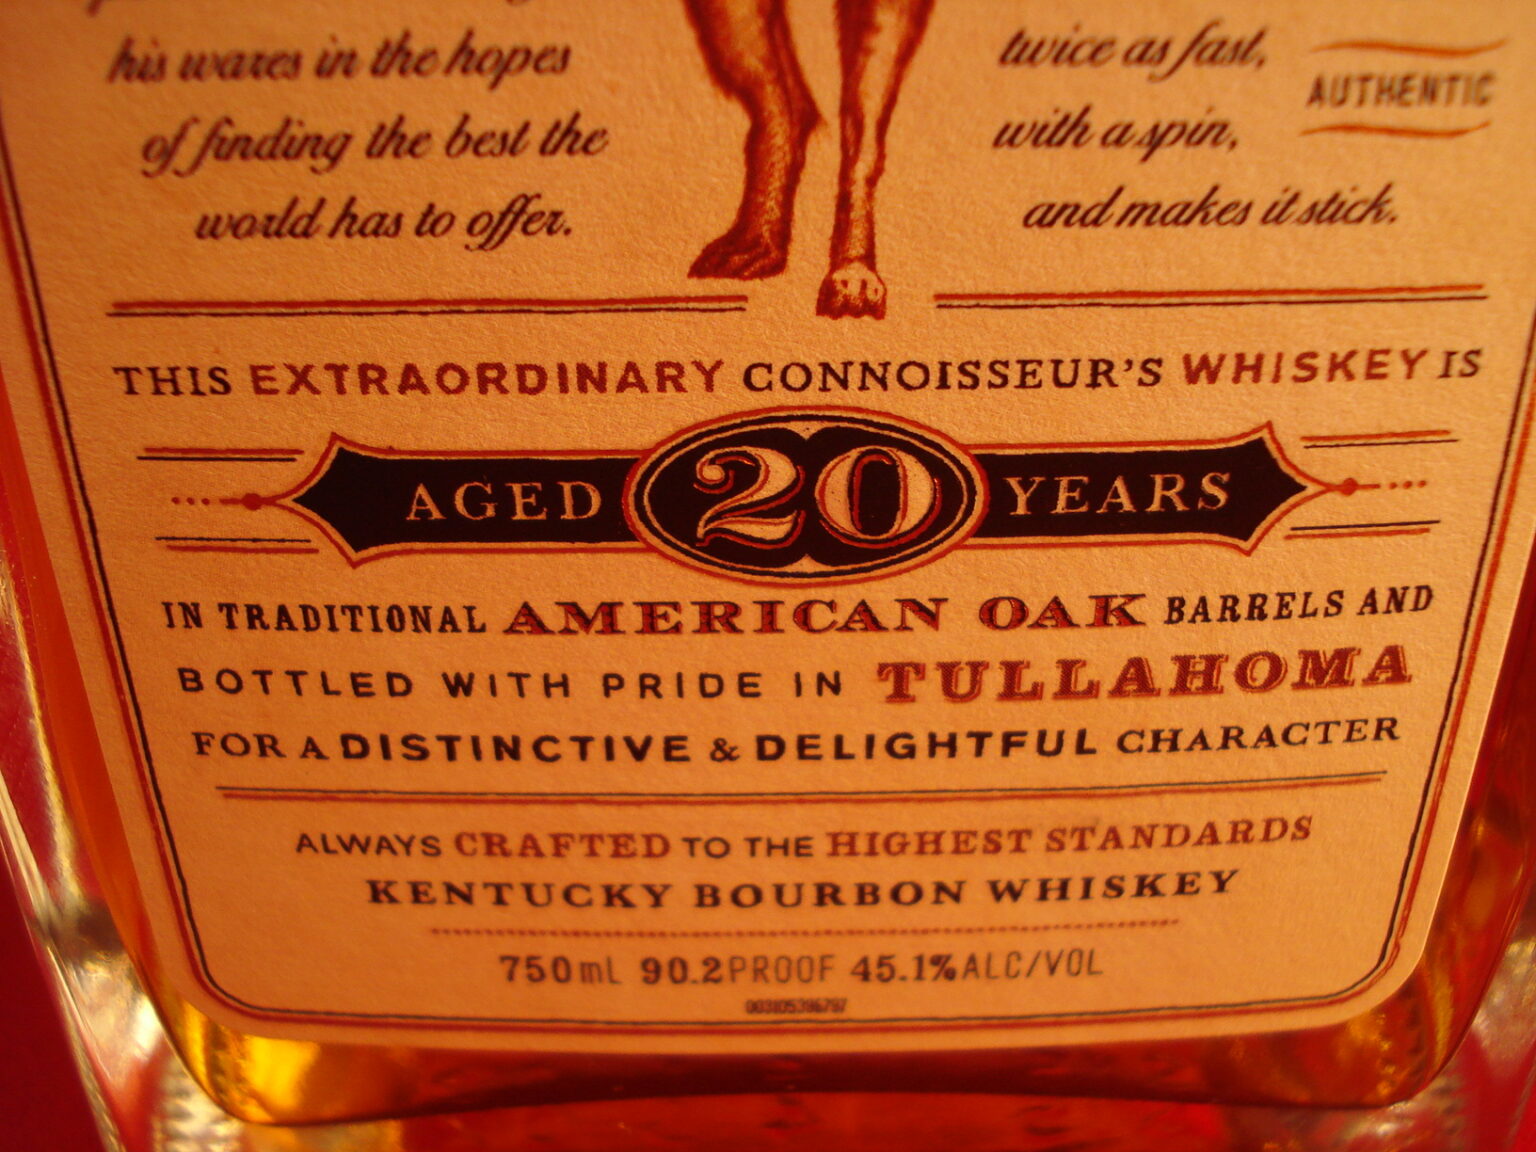 his wares in the hopes
of finding the best the
world has to offer.
twice as fast,
with a spin,
and makes it stick.
AUTHENTIC
THIS EXTRAORDINARY CONNOISSEUR'S WHISKEY IS
AGED 20 YEARS
IN TRADITIONAL AMERICAN OAK BARRELS AND
BOTTLED WITH PRIDE IN TULLAHOMA
FOR A DISTINCTIVE & DELIGHTFUL CHARACTER
ALWAYS CRAFTED TO THE HIGHEST STANDARDS
KENTUCKY BOURBON WHISKEY
750mL 90.2PROOF 45.1%ALC/VOL